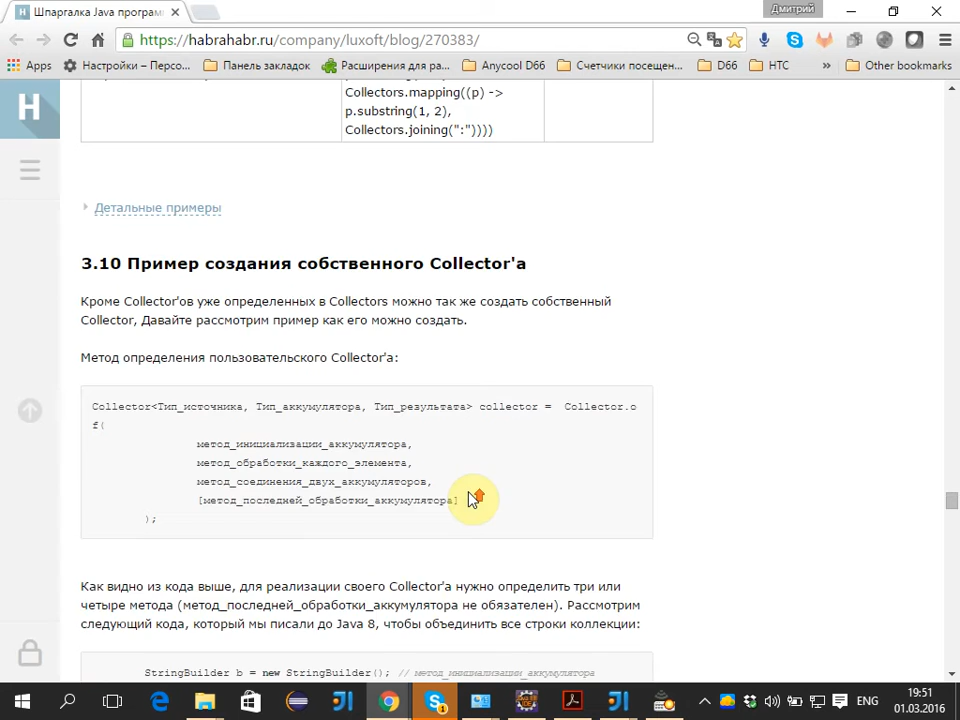 Шпаргалка Java програм
Дмитрий
https://habrahabr.ru/company/luxoft/blog/270383/
Apps
Настройки – Персо...
Панель закладок
Расширения для ра...
Anycool D66
Счетчики посещен...
D66
HTC
»
Other bookmarks
H
Collectors.mapping((p) ->
p.substring(1, 2),
Collectors.joining(":"))))
Детальные примеры
3.10 Пример создания собственного Collector'а
Кроме Collector'ов уже определенных в Collectors можно так же создать собственный
Collector, Давайте рассмотрим пример как его можно создать.
Метод определения пользовательского Collector'а:
Collector<Тип_источника, Тип_аккумулятора, Тип_результата> collector =  Collector.o
f(
метод_инициализации_аккумулятора,
метод_обработки_каждого_элемента,
метод_соединения_двух_аккумуляторов,
[метод_последней_обработки_аккумулятора]
);
Как видно из кода выше, для реализации своего Collector'а нужно определить три или
четыре метода (метод_последней_обработки_аккумулятора не обязателен). Рассмотрим
следующий кода, который мы писали до Java 8, чтобы объединить все строки коллекции:
StringBuilder b = new StringBuilder(); // метод_инициализации_аккумулятора
ENG
19:51
01.03.2016